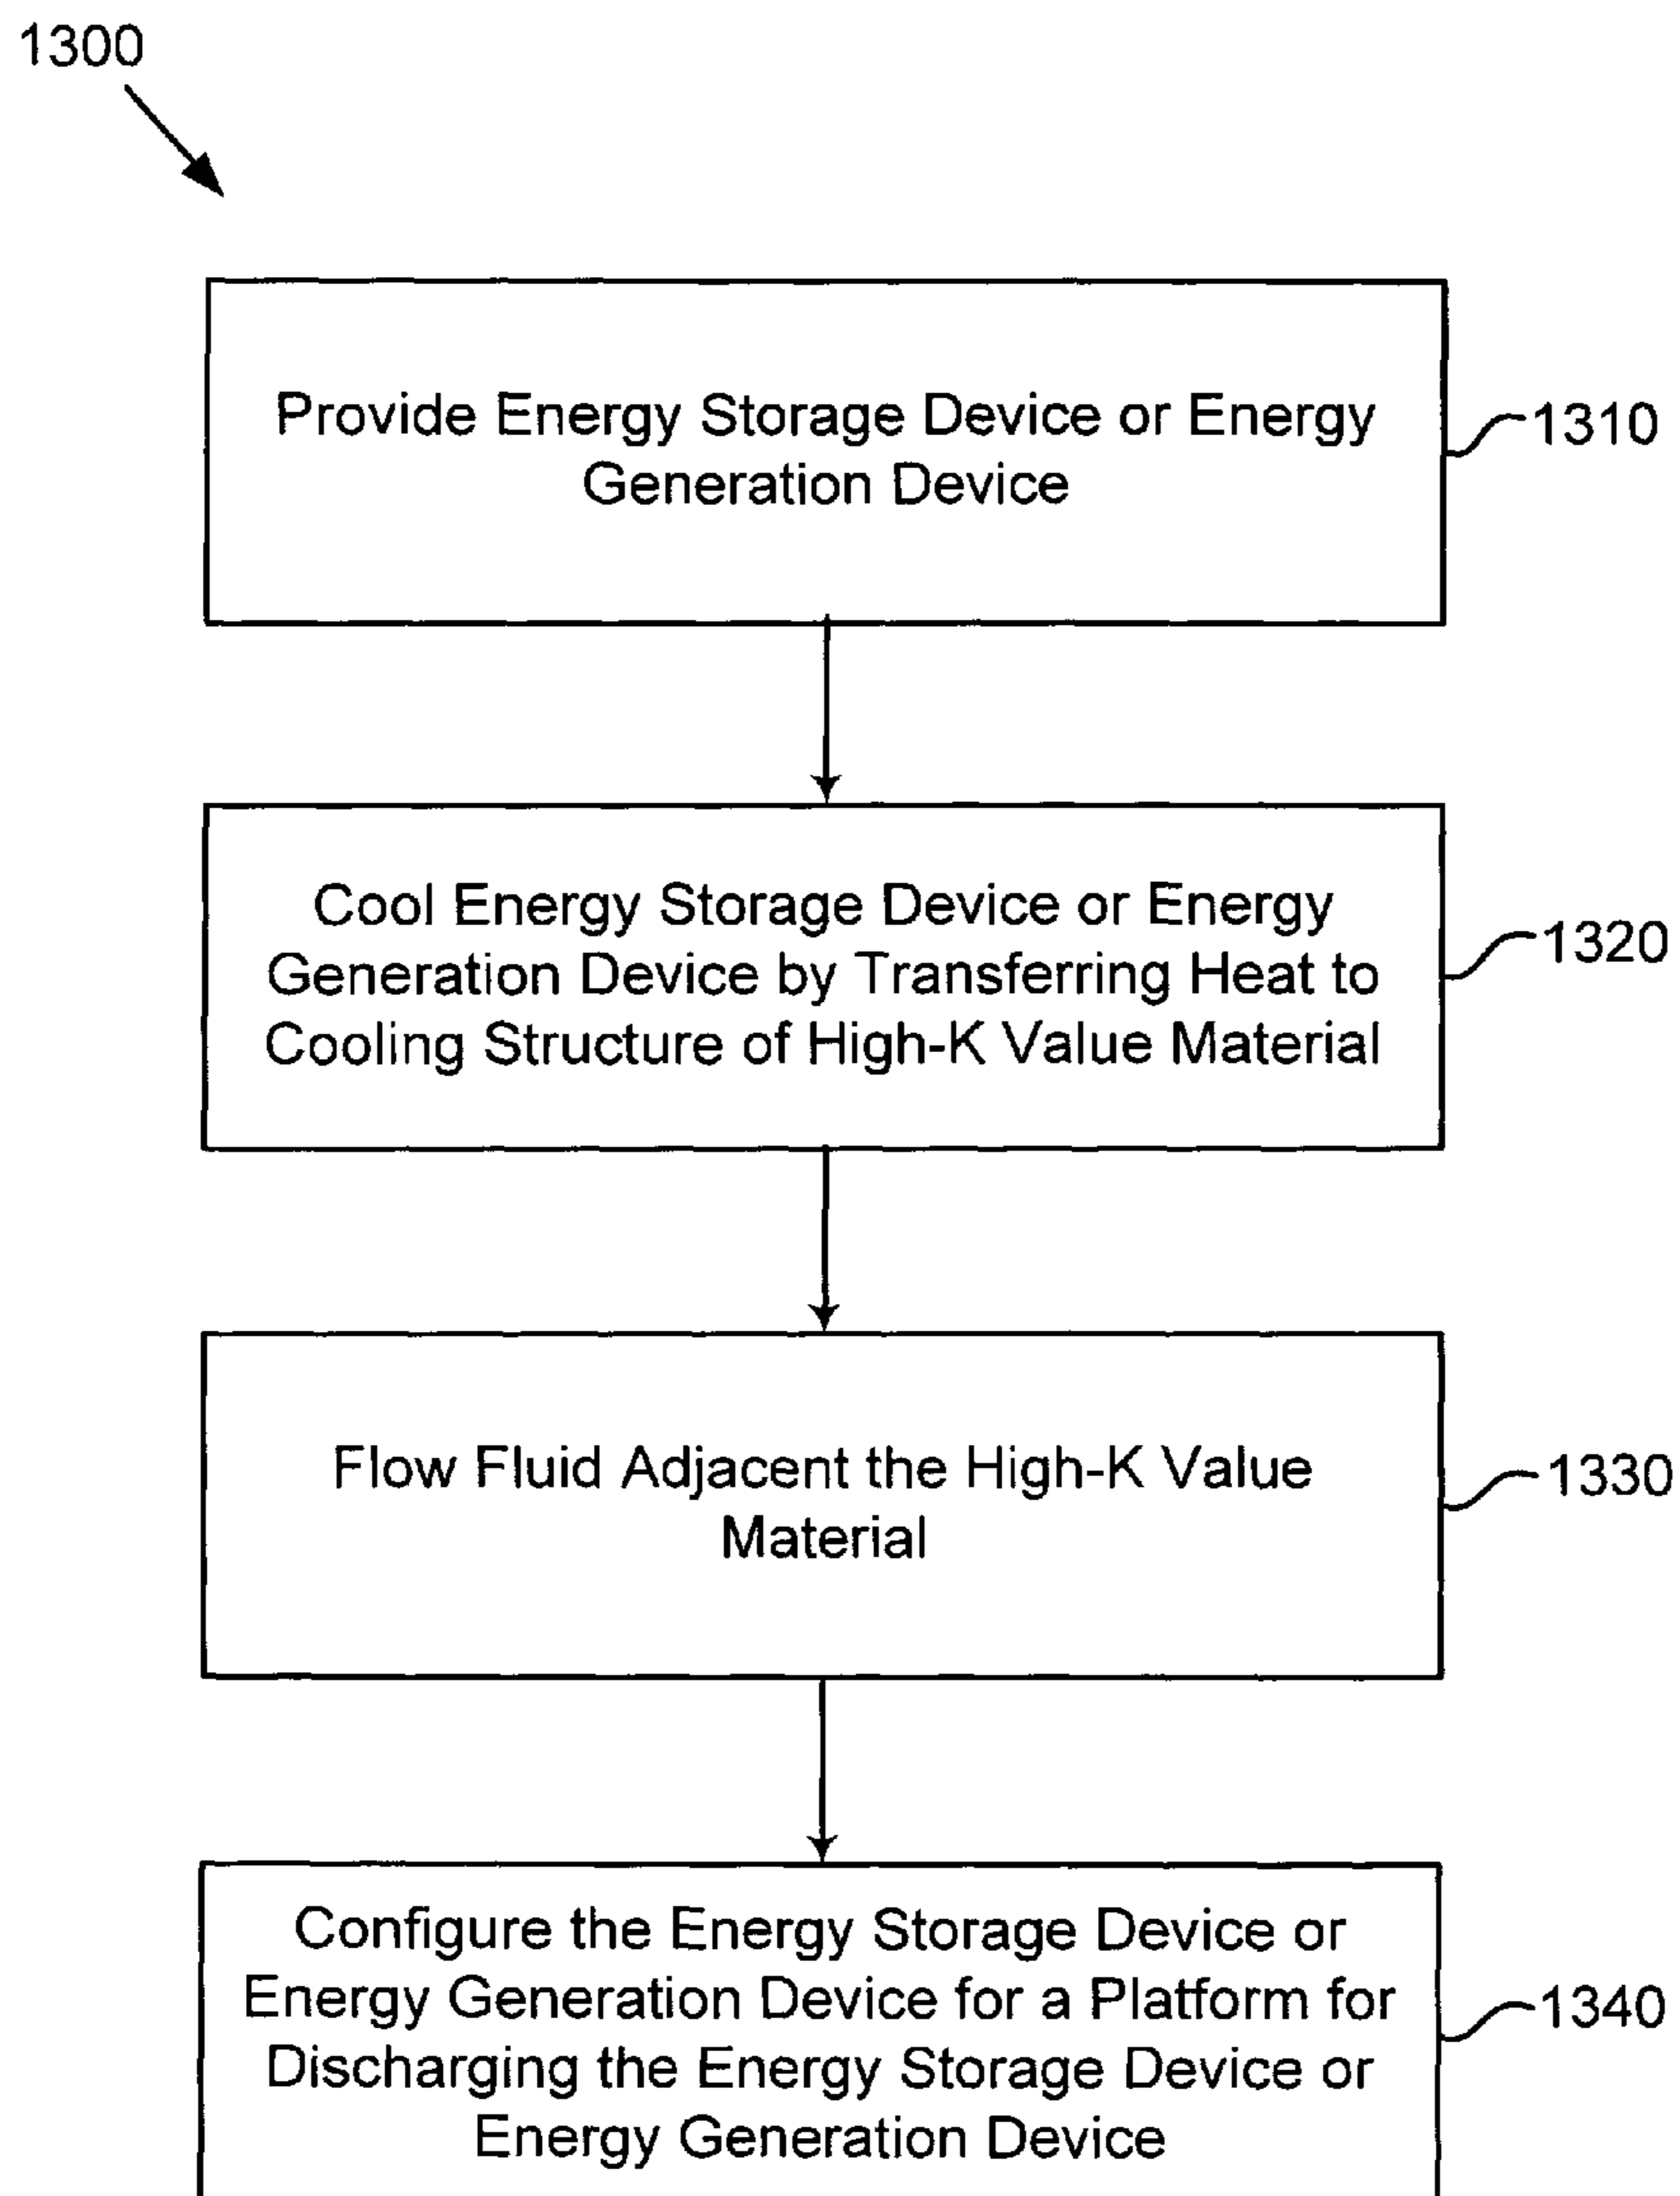 1300
Provide Energy Storage Device or Energy
Generation Device
1310
Cool Energy Storage Device or Energy
Generation Device by Transferring Heat to
Cooling Structure of High-K Value Material
1320
Flow Fluid Adjacent the High-K Value
Material
1330
Configure the Energy Storage Device or
Energy Generation Device for a Platform for
Discharging the Energy Storage Device or
Energy Generation Device
1340